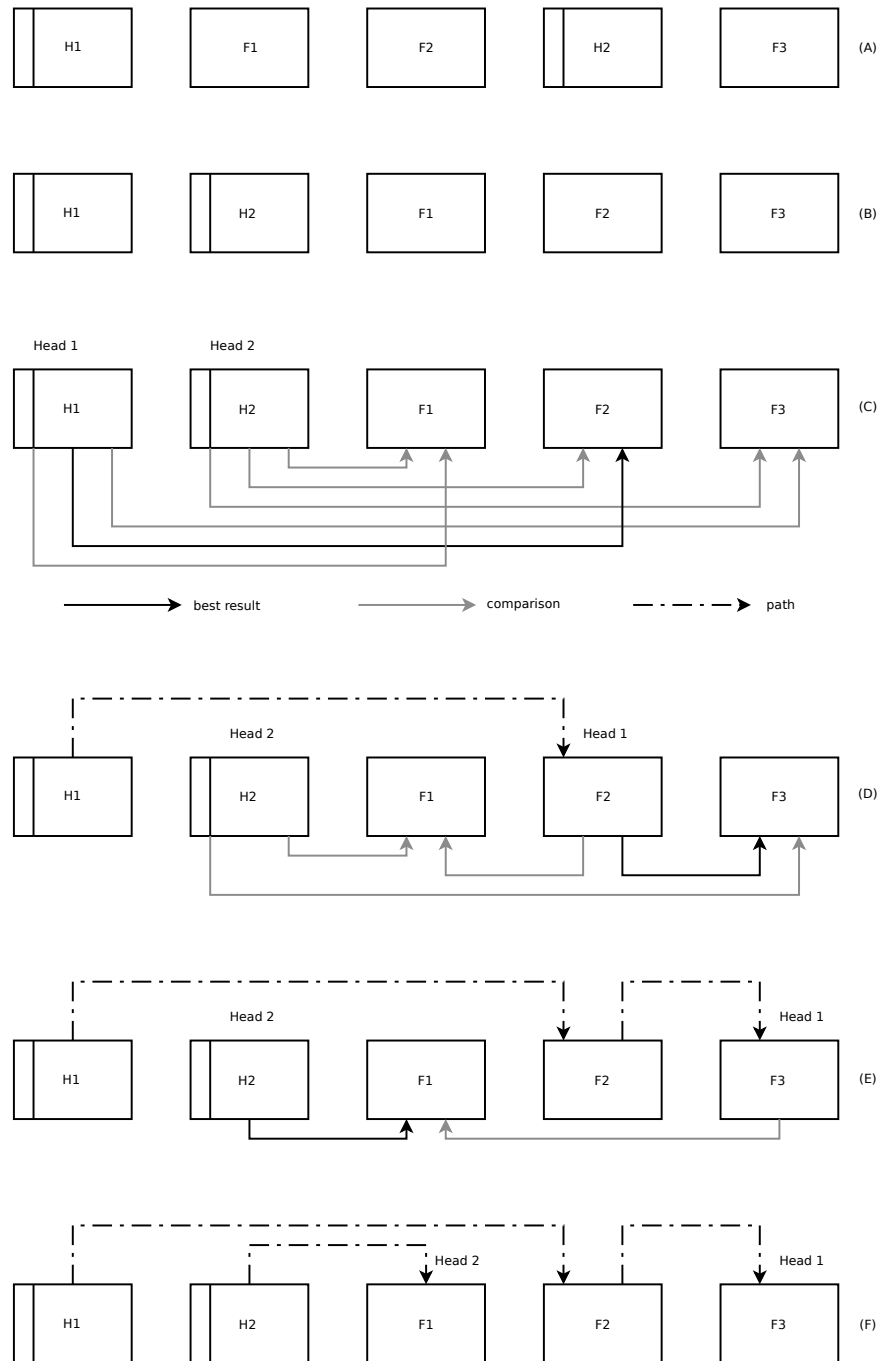 H1 F1 F2 H2 F3 (A)
H1 H2 F1 F2 F3 (B)
Head 1 Head 2
H1 H2 F1 F2 F3 (C)
best result comparison path
Head 2 Head 1
H1 H2 F1 F2 F3 (D)
Head 2 Head 1
H1 H2 F1 F2 F3 (E)
Head 2 Head 1
H1 H2 F1 F2 F3 (F)